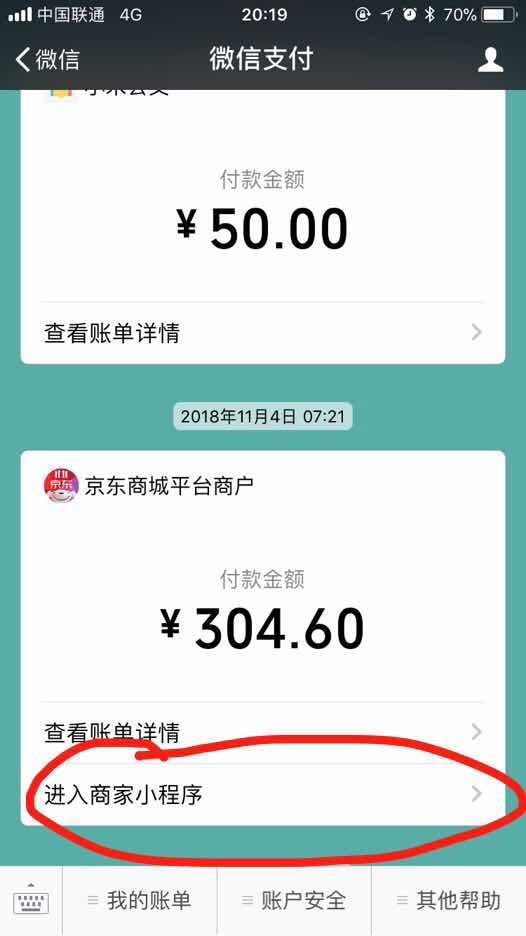 中国联通 4G 20:19 70%
微信 微信支付
付款金额
¥ 50.00
查看账单详情
2018年11月4日 07:21
京东
京东商城平台商户
付款金额
¥ 304.60
查看账单详情
进入商家小程序
我的账单 账户安全 其他帮助